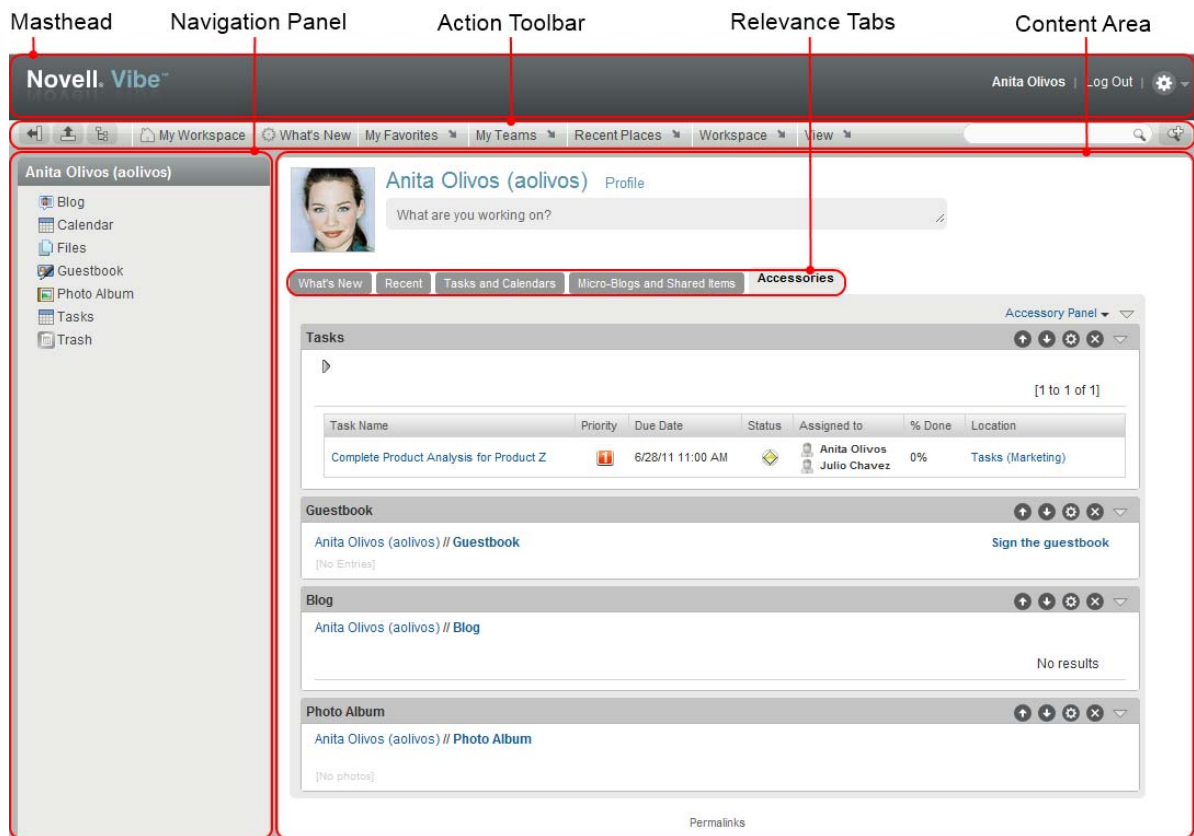 Masthead Navigation Panel Action Toolbar Relevance Tabs Content Area
Novell. Vibe™
Anita Olivos | Log Out |
My Workspace What's New My Favorites My Teams Recent Places Workspace View
Anita Olivos (aolivos)
Blog
Calendar
Files
Guestbook
Photo Album
Tasks
Trash
Anita Olivos (aolivos) Profile
What are you working on?
What's New Recent Tasks and Calendars Micro-Blogs and Shared Items Accessories
Accessory Panel
Tasks
[1 to 1 of 1]
Task Name Priority Due Date Status Assigned to % Done Location
Complete Product Analysis for Product Z 1 6/28/11 11:00 AM Anita Olivos Julio Chavez 0% Tasks (Marketing)
Guestbook
Anita Olivos (aolivos) // Guestbook Sign the guestbook
[No Entries]
Blog
Anita Olivos (aolivos) // Blog
No results
Photo Album
Anita Olivos (aolivos) // Photo Album
[No photos]
Permalinks